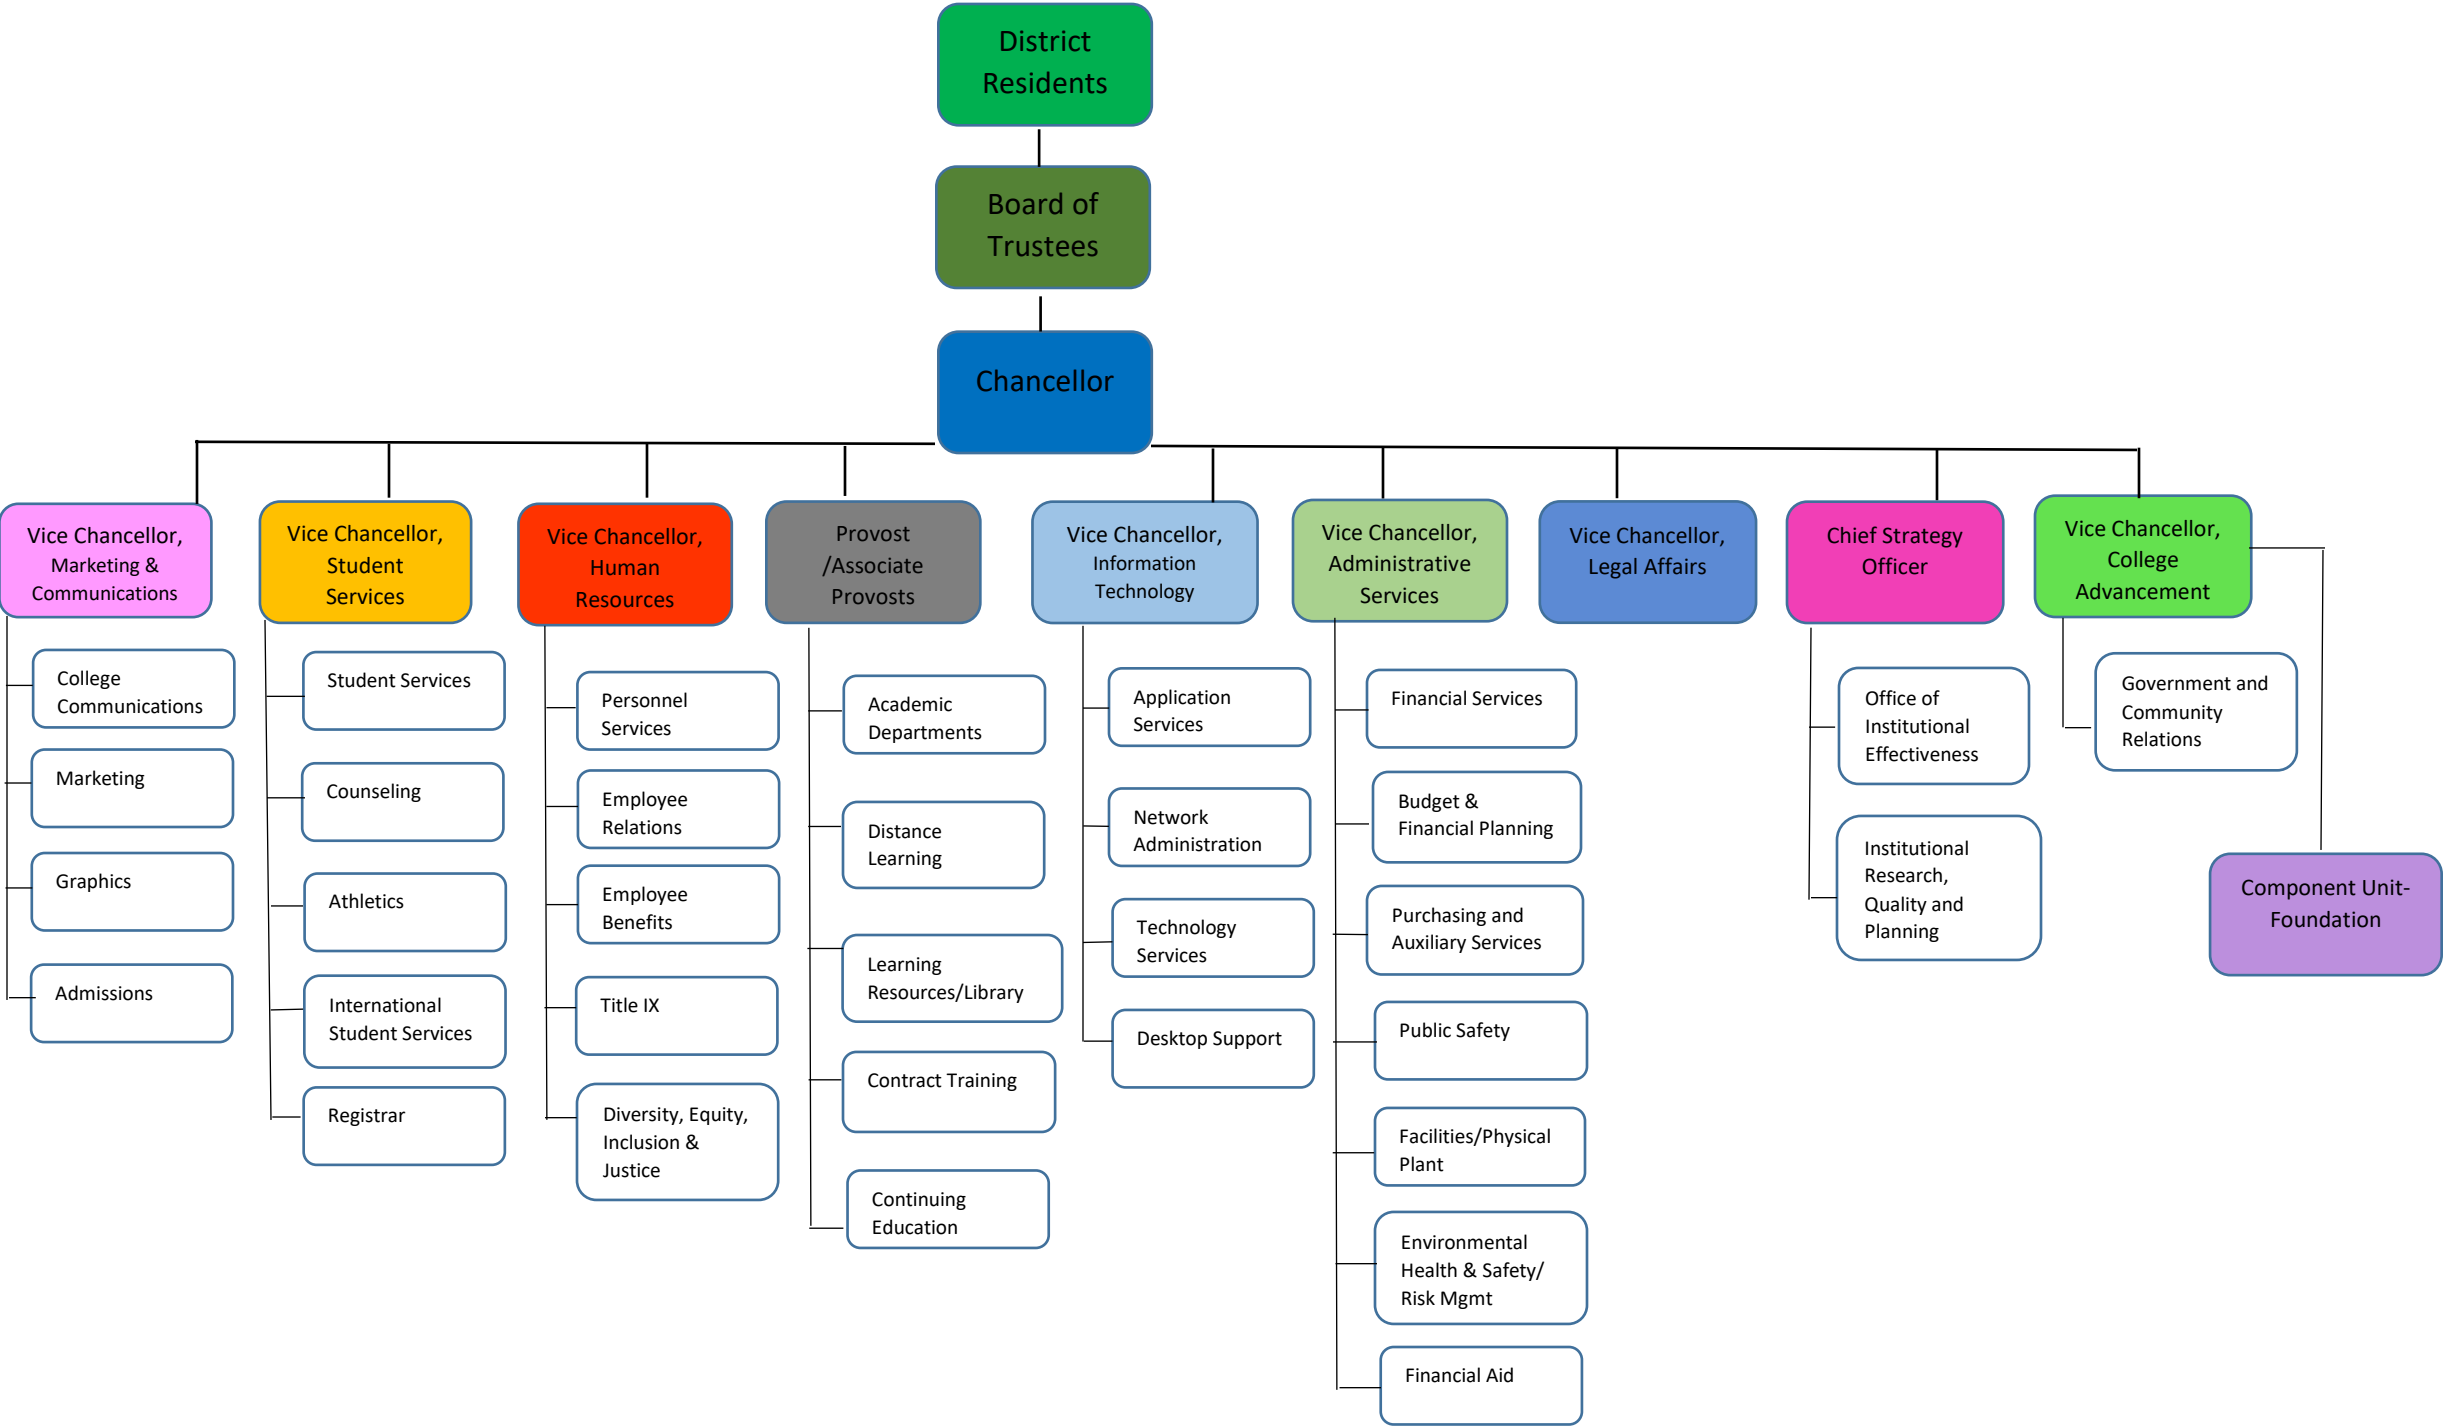 District
Residents
Board of
Trustees
Chancellor
Vice Chancellor,
Marketing &
Communications
College
Communications
Marketing
Graphics
Admissions
Vice Chancellor,
Student
Services
Student Services
Counseling
Athletics
International
Student Services
Registrar
Vice Chancellor,
Human
Resources
Personnel
Services
Employee
Relations
Employee
Benefits
Title IX
Diversity, Equity,
Inclusion &
Justice
Provost
/Associate
Provosts
Academic
Departments
Distance
Learning
Learning
Resources/Library
Contract Training
Continuing
Education
Vice Chancellor,
Information
Technology
Application
Services
Network
Administration
Technology
Services
Desktop Support
Vice Chancellor,
Administrative
Services
Financial Services
Budget &
Financial Planning
Purchasing and
Auxiliary Services
Public Safety
Facilities/Physical
Plant
Environmental
Health & Safety/
Risk Mgmt
Financial Aid
Vice Chancellor,
Legal Affairs
Chief Strategy
Officer
Office of
Institutional
Effectiveness
Institutional
Research,
Quality and
Planning
Vice Chancellor,
College
Advancement
Government and
Community
Relations
Component Unit-
Foundation